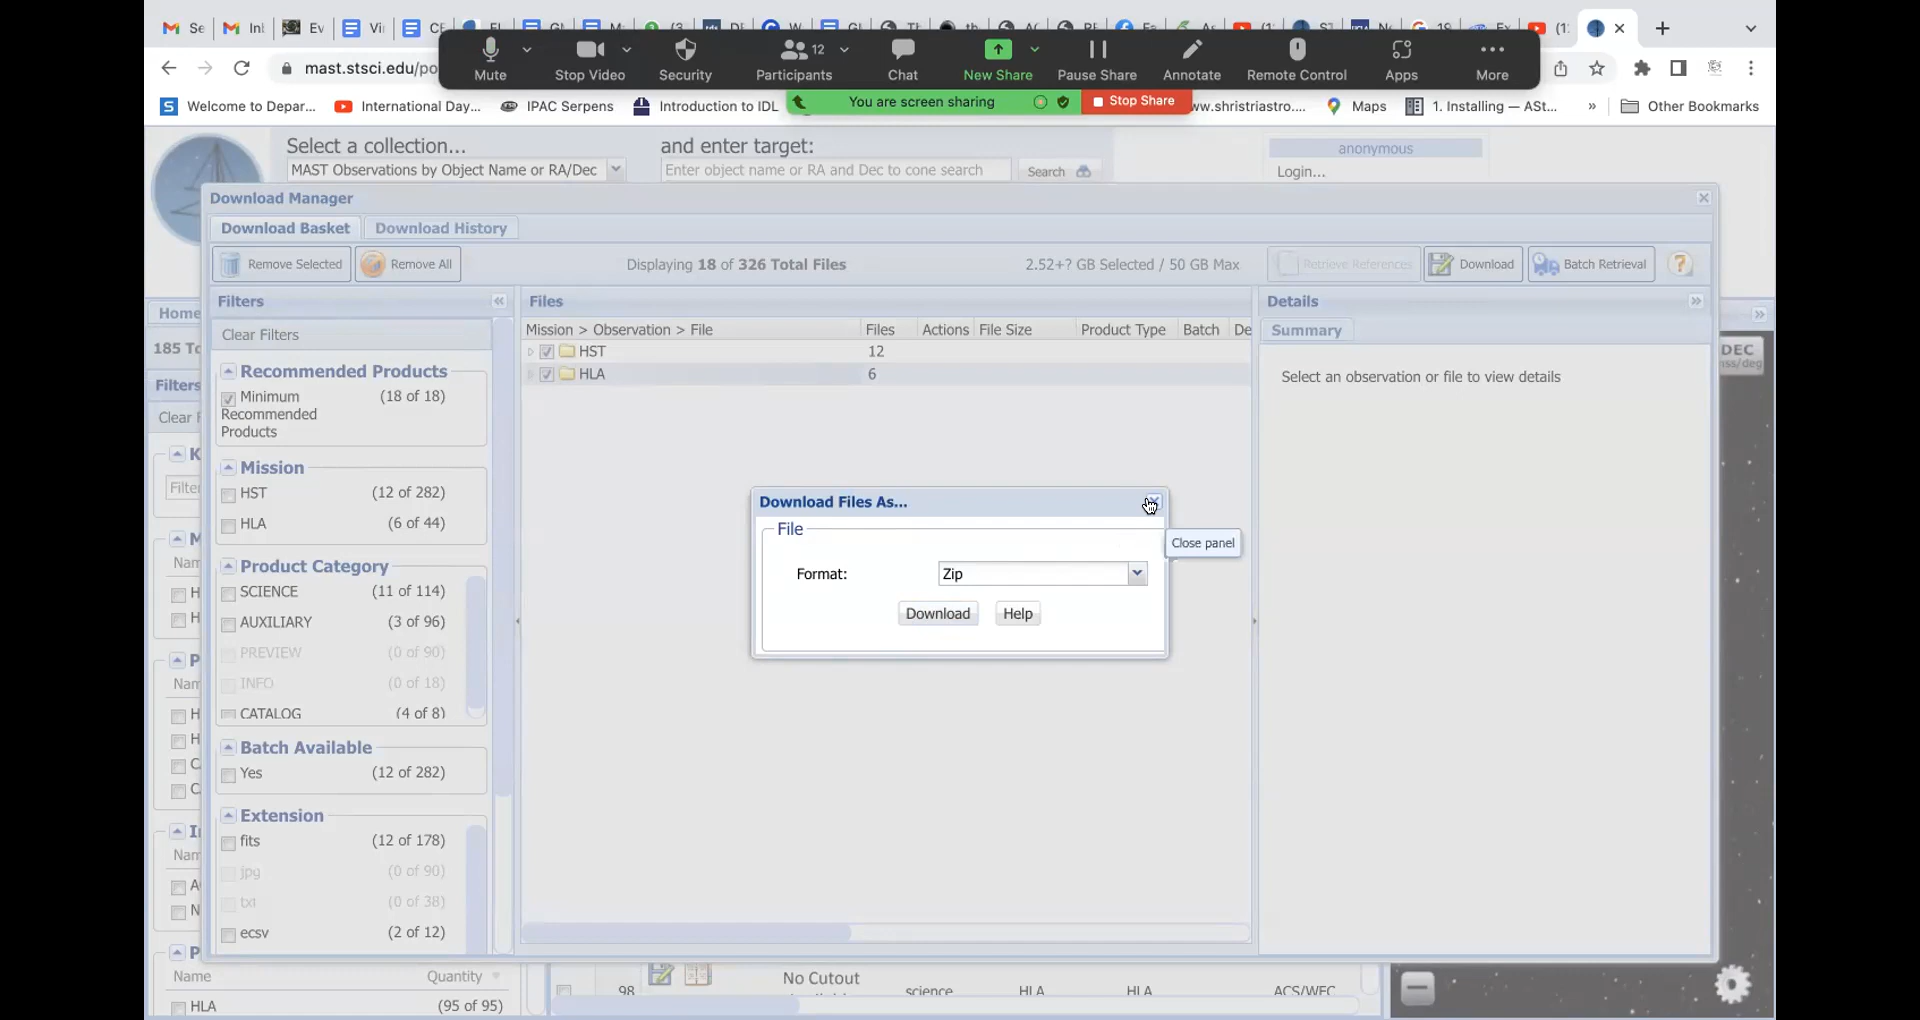 Se
Int
Ev
Vi
Mute
Stop Video
Security
Participants
12
Chat
New Share
Pause Share
Annotate
Remote Control
Apps
More
mast.stsci.edu/po
You are screen sharing
Stop Share
Welcome to Depar...
International Day...
IPAC Serpens
Introduction to IDL
ww.shristriastro....
Maps
1. Installing — ASt...
»
Other Bookmarks
Select a collection...
and enter target:
anonymous
MAST Observations by Object Name or RA/Dec
Enter object name or RA and Dec to cone search
Search
Login...
Download Manager
Download Basket
Download History
Remove Selected
Remove All
Displaying 18 of 326 Total Files
2.52+? GB Selected / 50 GB Max
Retrieve References
Download
Batch Retrieval
Home
185 To
Filters
Clear F
Filters
Clear Filters
Recommended Products
Minimum Recommended Products
(18 of 18)
Mission
HST (12 of 282)
HLA (6 of 44)
Product Category
SCIENCE (11 of 114)
AUXILIARY (3 of 96)
PREVIEW (0 of 90)
INFO (0 of 18)
CATALOG (4 of 8)
Batch Available
Yes (12 of 282)
Extension
fits (12 of 178)
jpg (0 of 90)
txt (0 of 38)
ecsv (2 of 12)
Files
Mission > Observation > File
Files
Actions
File Size
Product Type
Batch
De
HST 12
HLA 6
Details
Summary
Select an observation or file to view details
DEC
Download Files As...
Close panel
File
Format:
Zip
Download
Help
Name
Quantity
HLA (95 of 95)
98
No Cutout
science
HLA
HLA
ACS/WFC